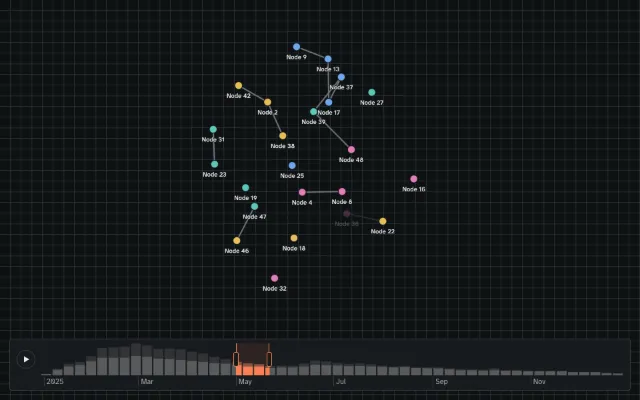 Node 9
Node 13
Node 37
Node 42
Node 27
Node 2
Node 17
Node 39
Node 31
Node 38
Node 48
Node 23
Node 25
Node 16
Node 19
Node 4
Node 8
Node 47
Node 22
Node 46
Node 18
Node 32
2025
Mar
May
Jul
Sep
Nov